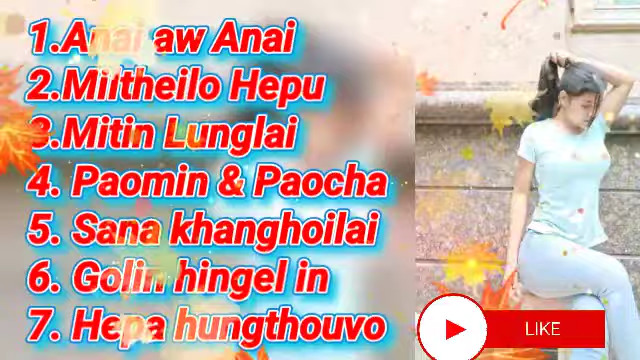 1.Anai aw Anai
2.Miltheilo Hepu
3.Mitin Lunglai
4. Paomin & Paocha
5. Sana khanghoilai
6. Golin hingel in
7. Hepa hungthouvo
LIKE